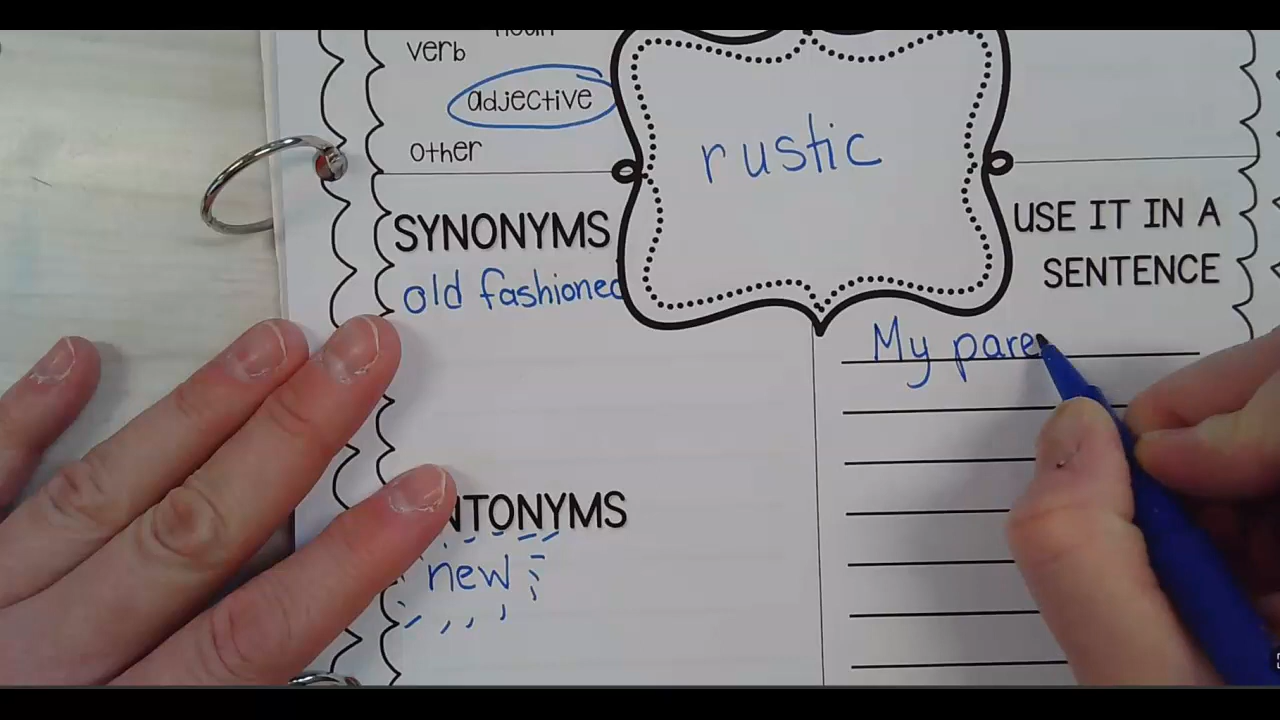 verb
adjective
other
rustic
SYNONYMS
old fashioned
USE IT IN A
SENTENCE
My pare
NTONYMS
new